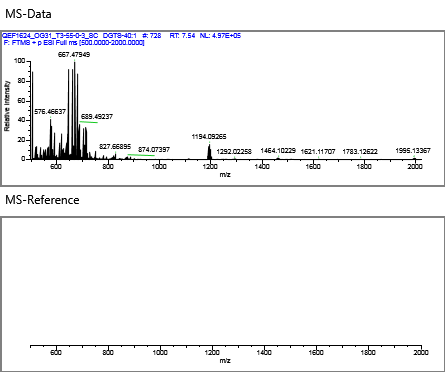 MS-Data
QEF1624_OG31_T3-55-0-3_SC DGTS-40:1 #: 728 RT: 7.54 NL: 4.97E+05
F: FTMS + p ESI Full ms [500.0000-2000.0000]
667.47949
100
80
576.46637
689.49237
60
40
1194.09265
827.66895
874.07397
1292.02258
1464.10229
1621.11707
1783.12622
1995.13367
20
0
Relative Intensity
600 800 1000 1200 1400 1600 1800 2000
m/z
MS-Reference
600 800 1000 1200 1400 1600 1800 2000
m/z